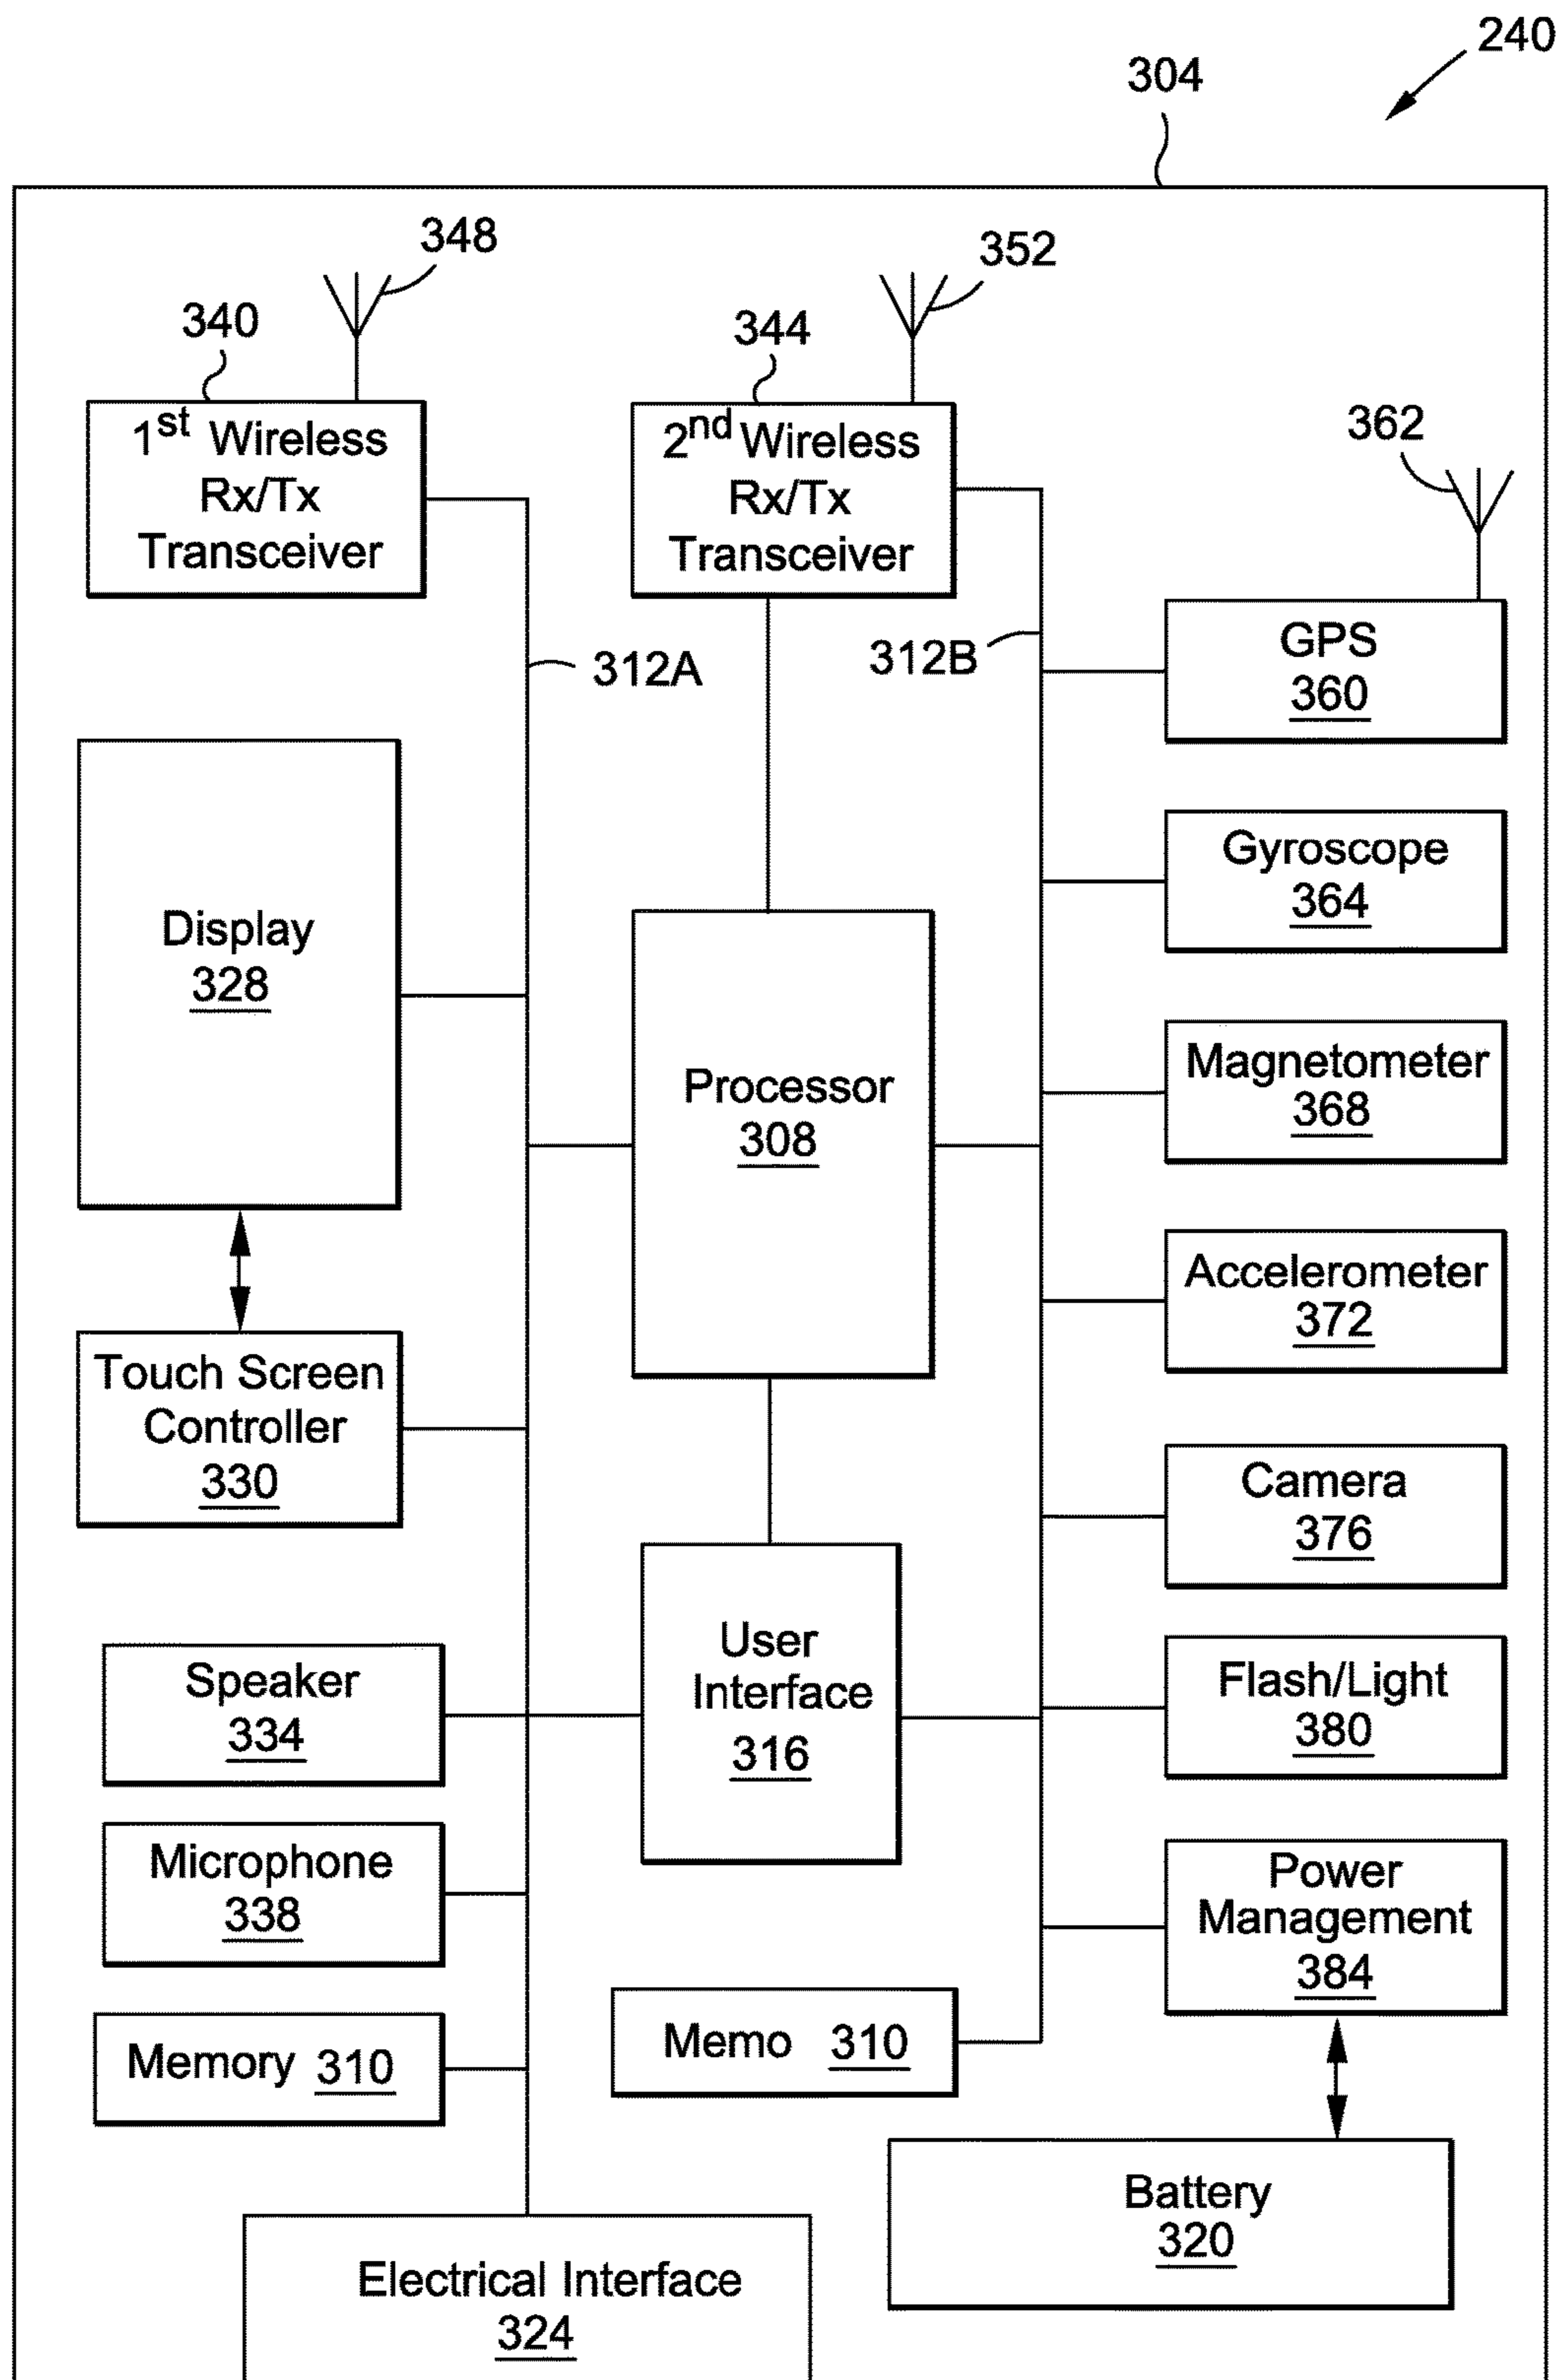 240
304
348
352
340
344
1st Wireless
Rx/Tx
Transceiver
2nd Wireless
Rx/Tx
Transceiver
362
312A
312B
GPS
360
Display
328
Gyroscope
364
Processor
308
Magnetometer
368
Accelerometer
372
Touch Screen
Controller
330
Camera
376
User
Interface
316
Speaker
334
Flash/Light
380
Microphone
338
Power
Management
384
Memory 310
Memo 310
Battery
320
Electrical Interface
324